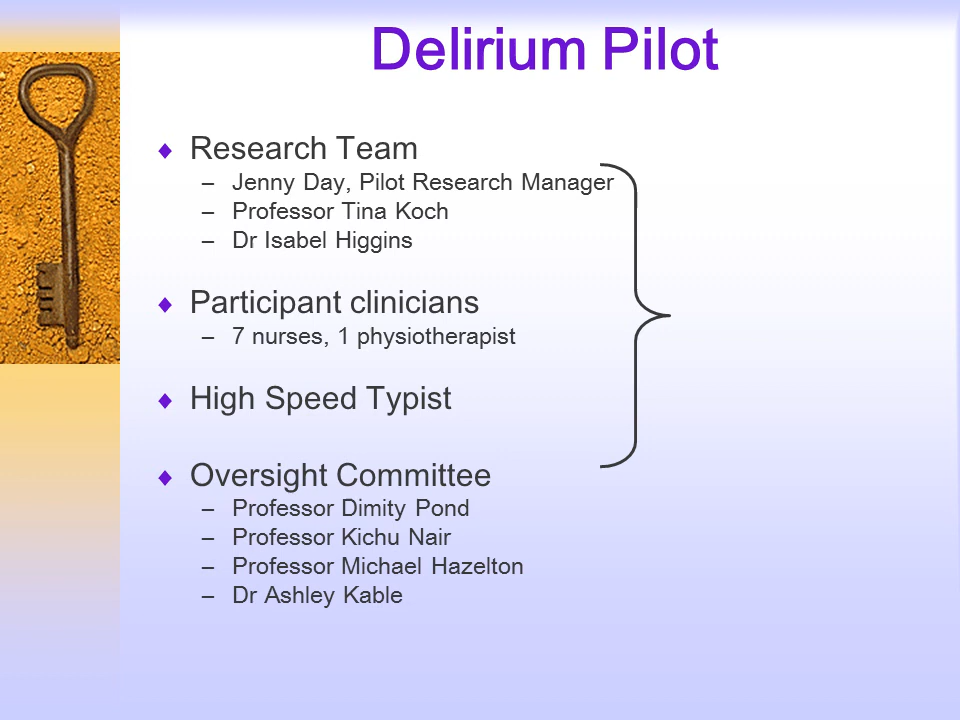 Delirium Pilot
♦ Research Team
– Jenny Day, Pilot Research Manager
– Professor Tina Koch
– Dr Isabel Higgins
♦ Participant clinicians
– 7 nurses, 1 physiotherapist
♦ High Speed Typist
♦ Oversight Committee
– Professor Dimity Pond
– Professor Kichu Nair
– Professor Michael Hazelton
– Dr Ashley Kable